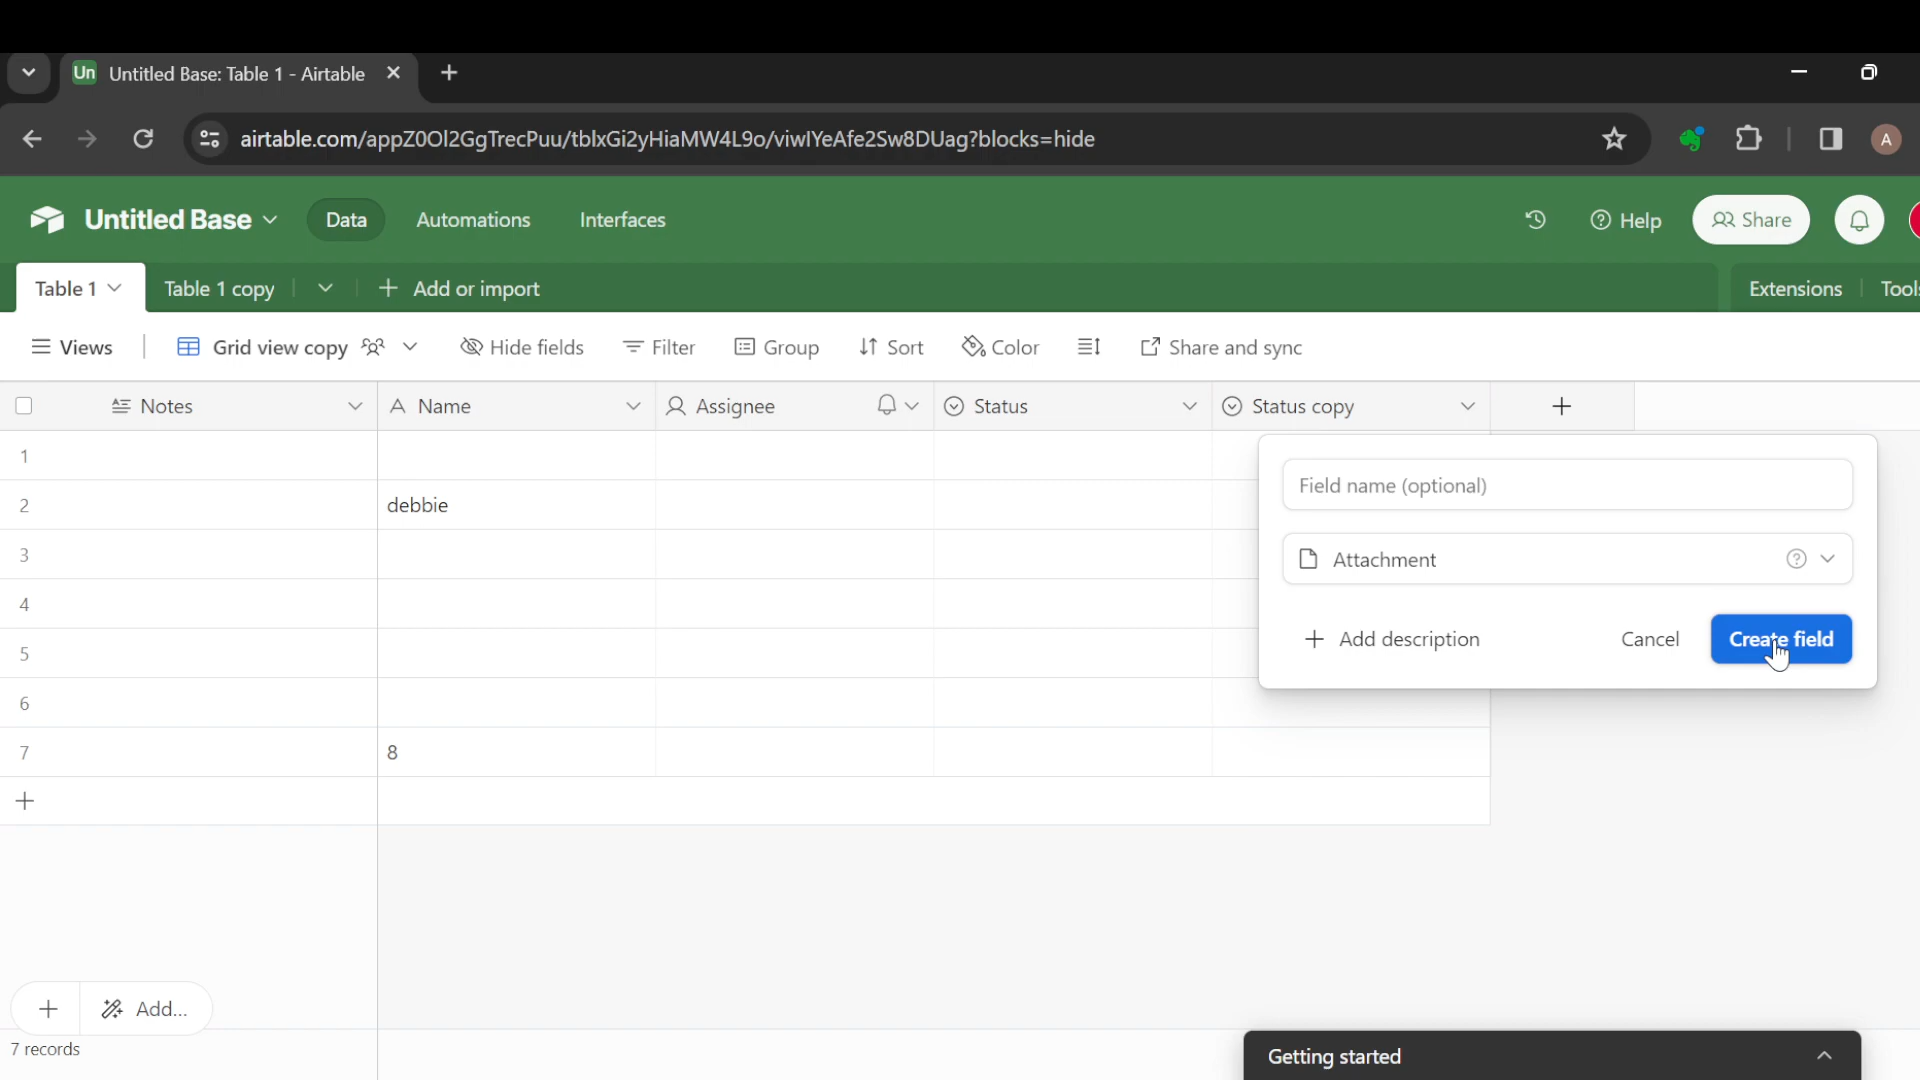 Un Untitled Base: Table 1 - Airtable
airtable.com/appZ0Ol2GgTrecPuu/tblxGi2yHiaMW4L9o/viwlYeAfe2Sw8DUag?blocks=hide
A
Untitled Base Data Automations Interfaces Help Share
Table 1 Table 1 copy Add or import Extensions Tools
Views Grid view copy Hide fields Filter Group Sort Color Share and sync
Notes Name Assignee Status Status copy
1
Field name (optional)
2 debbie
3
Attachment
4
5
Add description Cancel Create field
6
7 8
Add...
7 records
Getting started